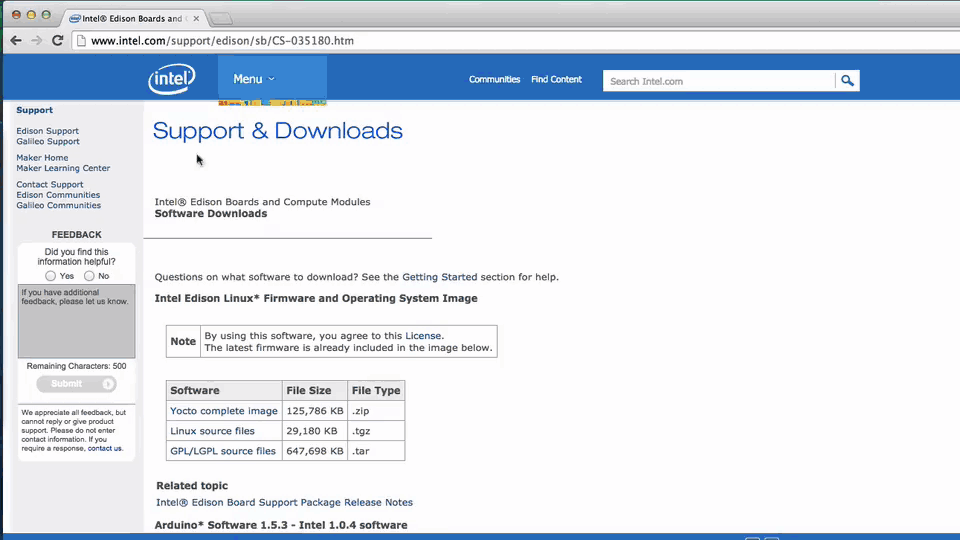 Intel® Edison Boards and
www.intel.com/support/edison/sb/CS-035180.htm
intel
Menu
Communities
Find Content
Search Intel.com
Support
Edison Support
Galileo Support
Maker Home
Maker Learning Center
Contact Support
Edison Communities
Galileo Communities
FEEDBACK
Did you find this
information helpful?
Yes No
If you have additional
feedback, please let us know.
Remaining Characters: 500
Submit
We appreciate all feedback, but
cannot reply or give product
support. Please do not enter
contact information. If you
require a response, contact us.
Support & Downloads
Intel® Edison Boards and Compute Modules
Software Downloads
Questions on what software to download? See the Getting Started section for help.
Intel Edison Linux* Firmware and Operating System Image
Note
By using this software, you agree to this License.
The latest firmware is already included in the image below.
Software File Size File Type
Yocto complete image 125,786 KB .zip
Linux source files 29,180 KB .tgz
GPL/LGPL source files 647,698 KB .tar
Related topic
Intel® Edison Board Support Package Release Notes
Arduino* Software 1.5.3 - Intel 1.0.4 software